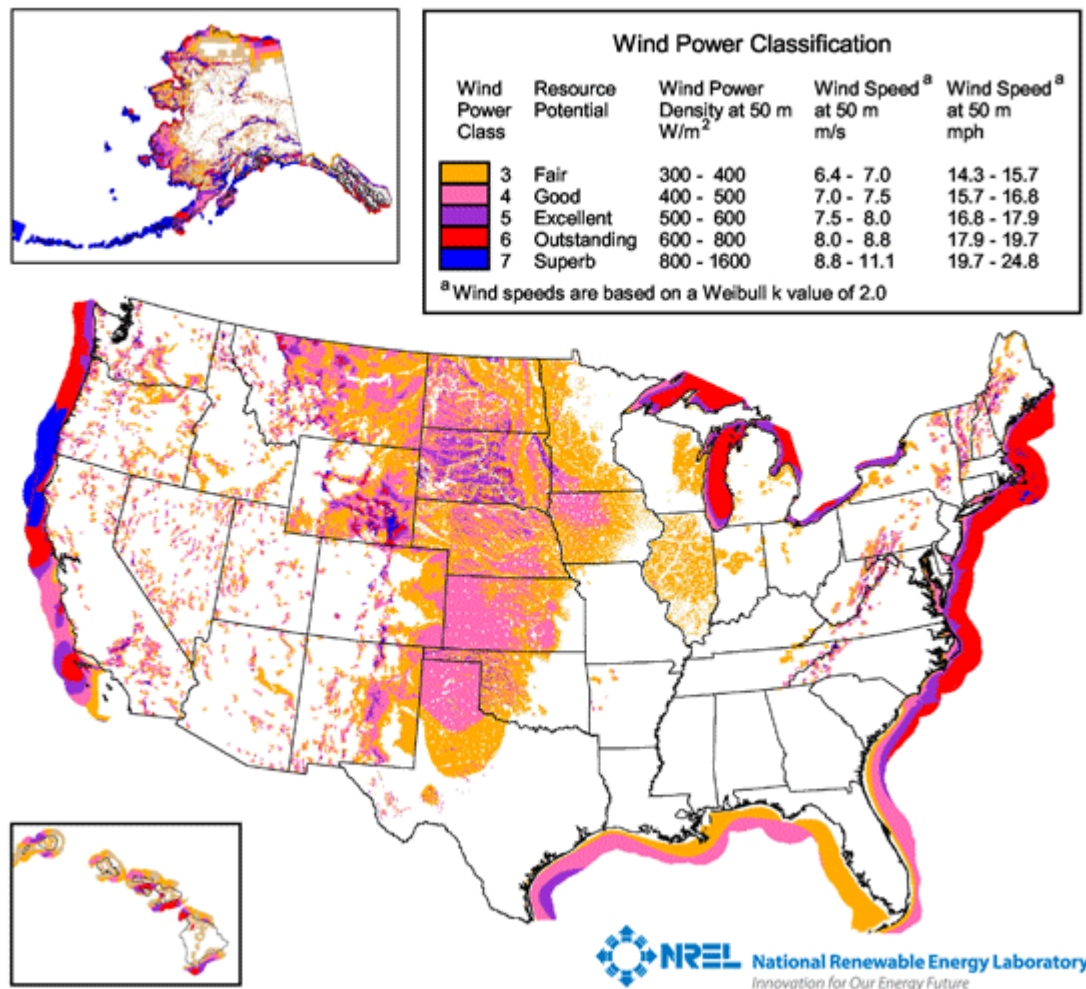 Wind Power Classification
Wind Power Class Resource Potential Wind Power Density at 50 m W/m² Wind Speed a at 50 m m/s Wind Speed a at 50 m mph
3 Fair 300 - 400 6.4 - 7.0 14.3 - 15.7
4 Good 400 - 500 7.0 - 7.5 15.7 - 16.8
5 Excellent 500 - 600 7.5 - 8.0 16.8 - 17.9
6 Outstanding 600 - 800 8.0 - 8.8 17.9 - 19.7
7 Superb 800 - 1600 8.8 - 11.1 19.7 - 24.8
a Wind speeds are based on a Weibull k value of 2.0
NREL National Renewable Energy Laboratory
Innovation for Our Energy Future